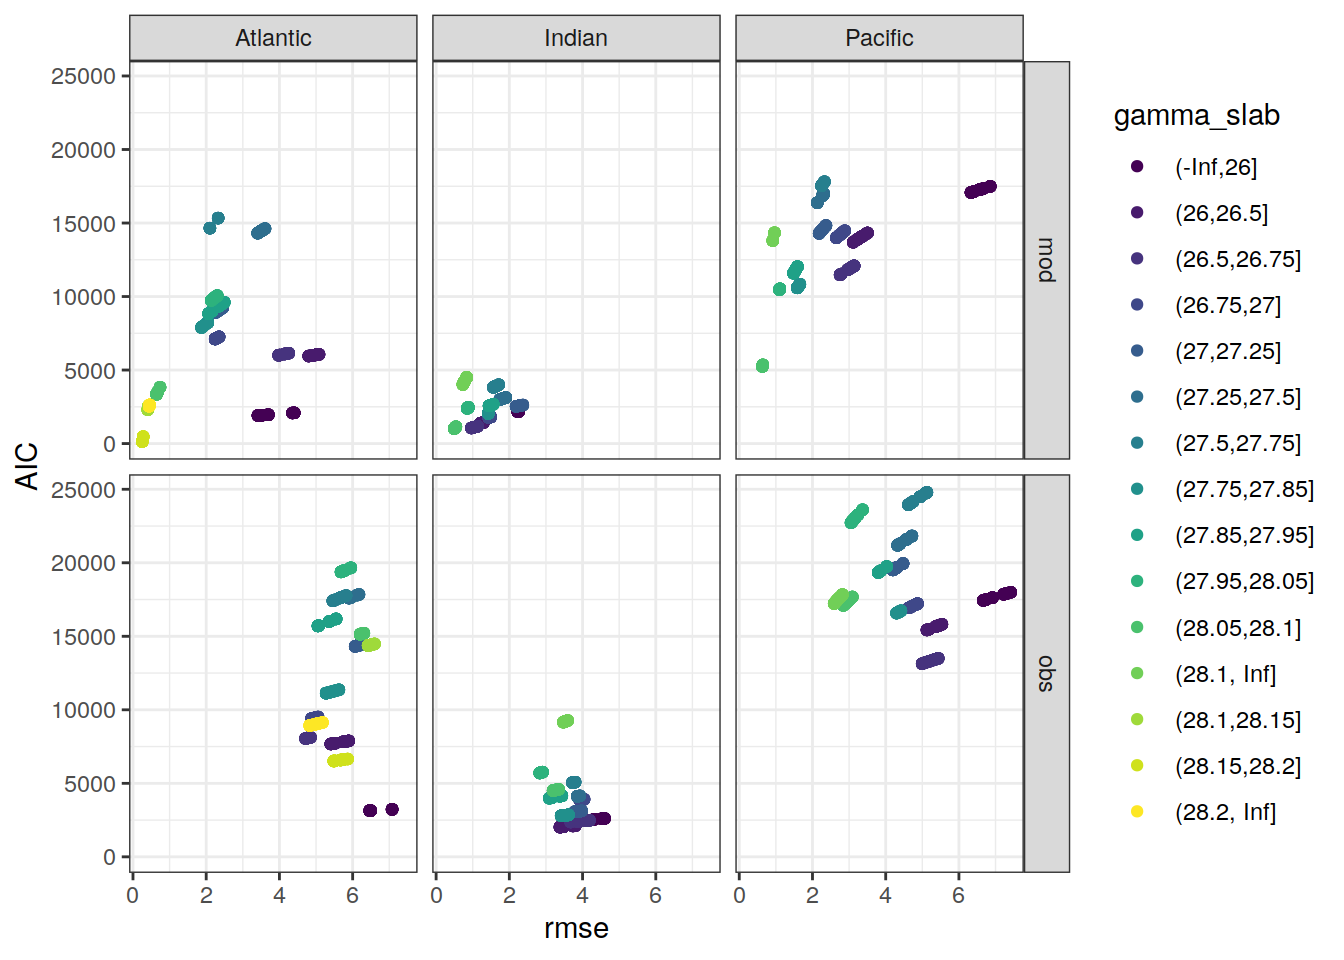 Atlantic
Indian
Pacific
25000
20000
15000
10000
5000
0
mod
25000
20000
15000
10000
5000
0
obs
AIC
0 2 4 6
0 2 4 6
0 2 4 6
rmse
gamma_slab
(-Inf,26]
(26,26.5]
(26.5,26.75]
(26.75,27]
(27,27.25]
(27.25,27.5]
(27.5,27.75]
(27.75,27.85]
(27.85,27.95]
(27.95,28.05]
(28.05,28.1]
(28.1, Inf]
(28.1,28.15]
(28.15,28.2]
(28.2, Inf]